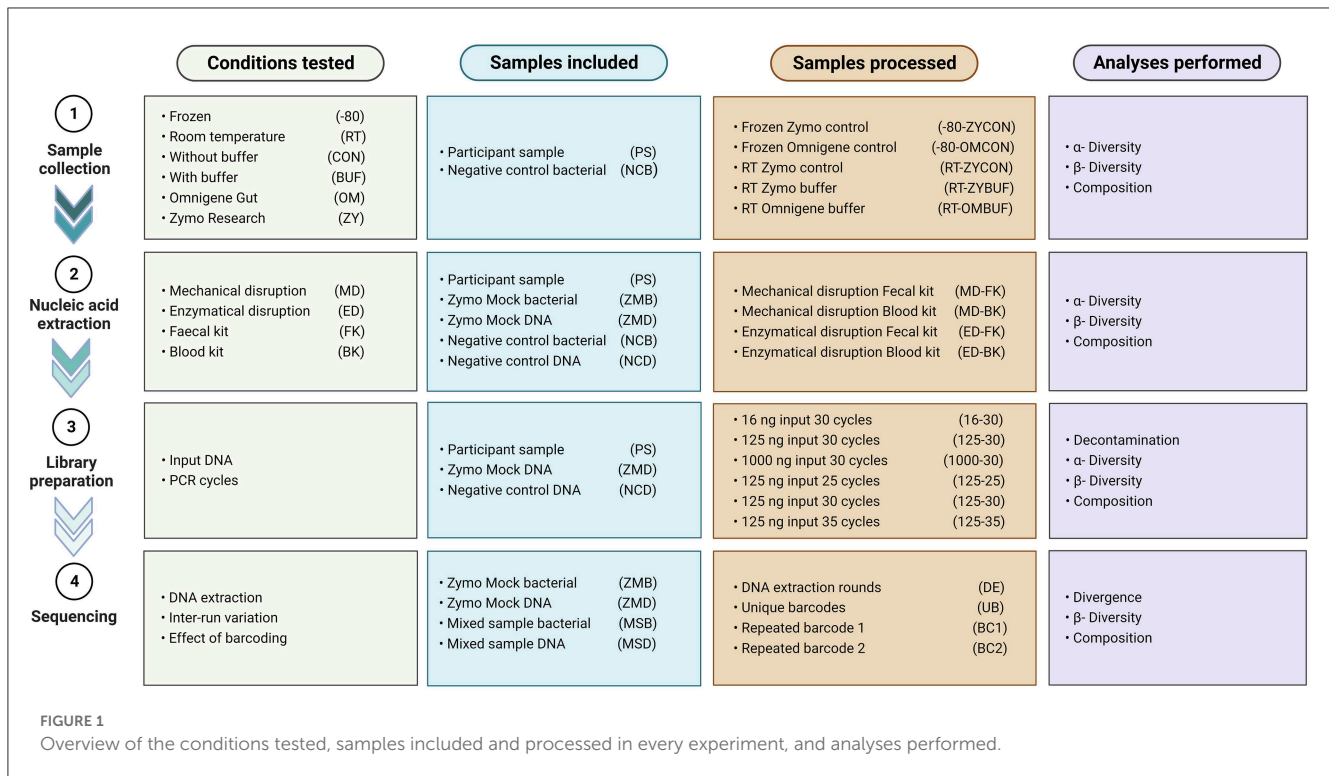 Conditions tested
Samples included
Samples processed
Analyses performed
1
Sample
collection
• Frozen (-80)
• Room temperature (RT)
• Without buffer (CON)
• With buffer (BUF)
• Omnigene Gut (OM)
• Zymo Research (ZY)
• Participant sample (PS)
• Negative control bacterial (NCB)
• Frozen Zymo control (-80-ZYCON)
• Frozen Omnigene control (-80-OMCON)
• RT Zymo control (RT-ZYCON)
• RT Zymo buffer (RT-ZYBUF)
• RT Omnigene buffer (RT-OMBUF)
• α- Diversity
• β- Diversity
• Composition
2
Nucleic acid
extraction
• Mechanical disruption (MD)
• Enzymatical disruption (ED)
• Faecal kit (FK)
• Blood kit (BK)
• Participant sample (PS)
• Zymo Mock bacterial (ZMB)
• Zymo Mock DNA (ZMD)
• Negative control bacterial (NCB)
• Negative control DNA (NCD)
• Mechanical disruption Fecal kit (MD-FK)
• Mechanical disruption Blood kit (MD-BK)
• Enzymatical disruption Fecal kit (ED-FK)
• Enzymatical disruption Blood kit (ED-BK)
• α- Diversity
• β- Diversity
• Composition
3
Library
preparation
• Input DNA
• PCR cycles
• Participant sample (PS)
• Zymo Mock DNA (ZMD)
• Negative control DNA (NCD)
• 16 ng input 30 cycles (16-30)
• 125 ng input 30 cycles (125-30)
• 1000 ng input 30 cycles (1000-30)
• 125 ng input 25 cycles (125-25)
• 125 ng input 30 cycles (125-30)
• 125 ng input 35 cycles (125-35)
• Decontamination
• α- Diversity
• β- Diversity
• Composition
4
Sequencing
• DNA extraction
• Inter-run variation
• Effect of barcoding
• Zymo Mock bacterial (ZMB)
• Zymo Mock DNA (ZMD)
• Mixed sample bacterial (MSB)
• Mixed sample DNA (MSD)
• DNA extraction rounds (DE)
• Unique barcodes (UB)
• Repeated barcode 1 (BC1)
• Repeated barcode 2 (BC2)
• Divergence
• β- Diversity
• Composition
FIGURE 1
Overview of the conditions tested, samples included and processed in every experiment, and analyses performed.